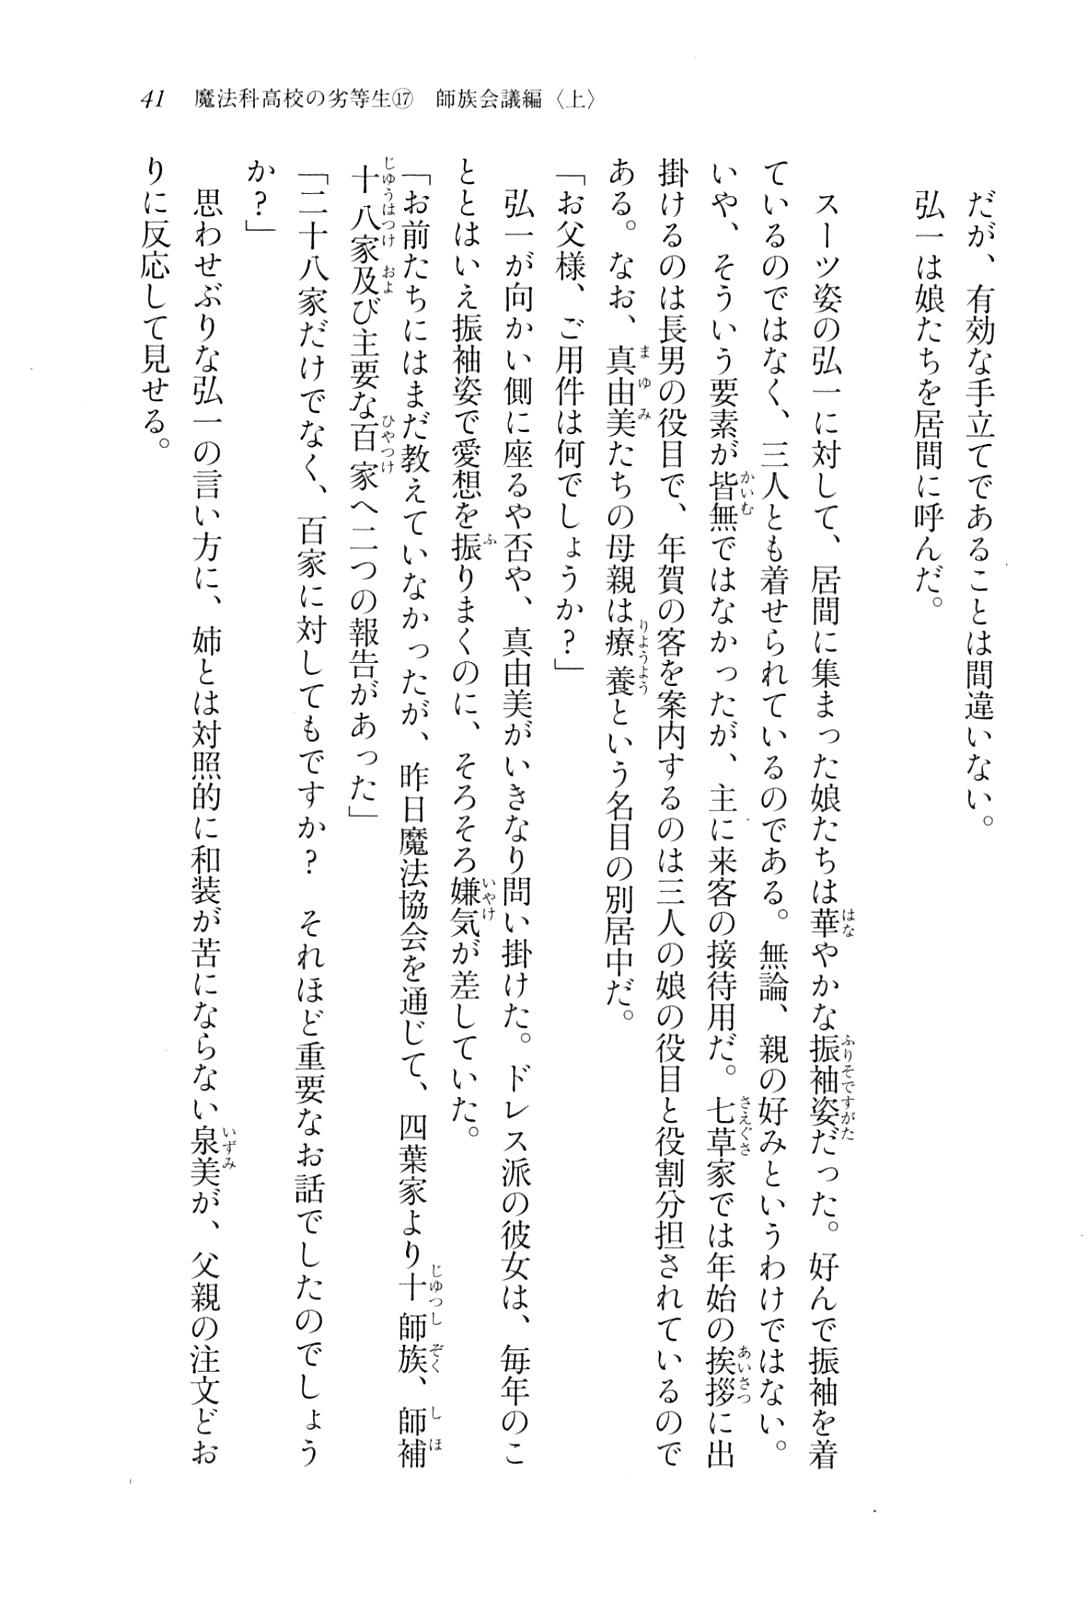 41　魔法科高校の劣等生⑰　師族会議編〈上〉
だが、有効な手立てであることは間違いない。
弘一は娘たちを居間に呼んだ。
スーツ姿の弘一に対して、居間に集まった娘たちは華やかな振袖姿だった。好んで振袖を着
ているのではなく、三人とも着せられているのである。無論、親の好みというわけではない。
いや、そういう要素が皆無ではなかったが、主に来客の接待用だ。七草家では年始の挨拶に出
掛けるのは長男の役目で、年賀の客を案内するのは三人の娘の役目と役割分担されているので
ある。なお、真由美たちの母親は療養という名目の別居中だ。
「お父様、ご用件は何でしょうか？」
弘一が向かい側に座るや否や、真由美がいきなり問い掛けた。ドレス派の彼女は、毎年のこ
ととはいえ振袖姿で愛想を振りまくのに、そろそろ嫌気が差していた。
「お前たちにはまだ教えていなかったが、昨日魔法協会を通じて、四葉家より十師族、師補
十八家及び主要な百家へ二つの報告があった」
「二十八家だけでなく、百家に対してもですか？　それほど重要なお話でしたのでしょう
か？」
思わせぶりな弘一の言い方に、姉とは対照的に和装が苦にならない泉美が、父親の注文どお
りに反応して見せる。